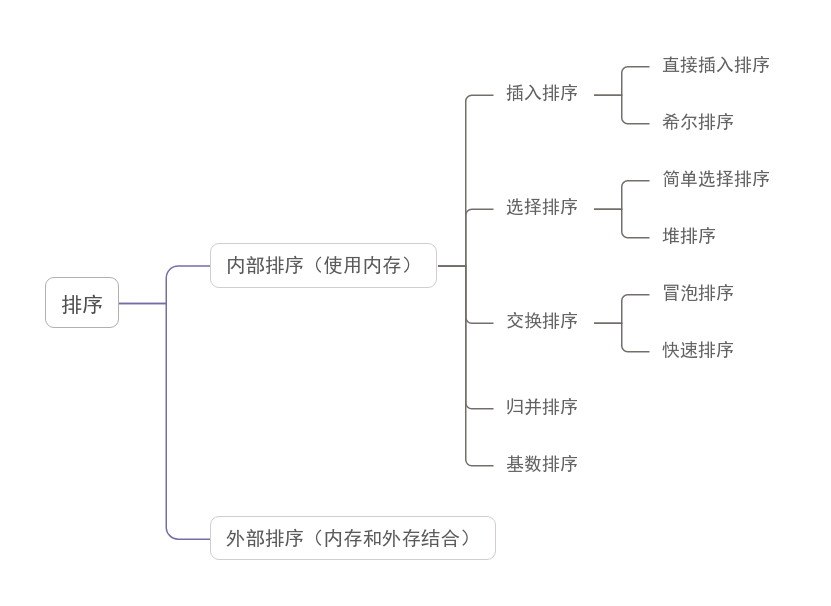 排序
内部排序（使用内存）
插入排序
直接插入排序
希尔排序
选择排序
简单选择排序
堆排序
交换排序
冒泡排序
快速排序
归并排序
基数排序
外部排序（内存和外存结合）